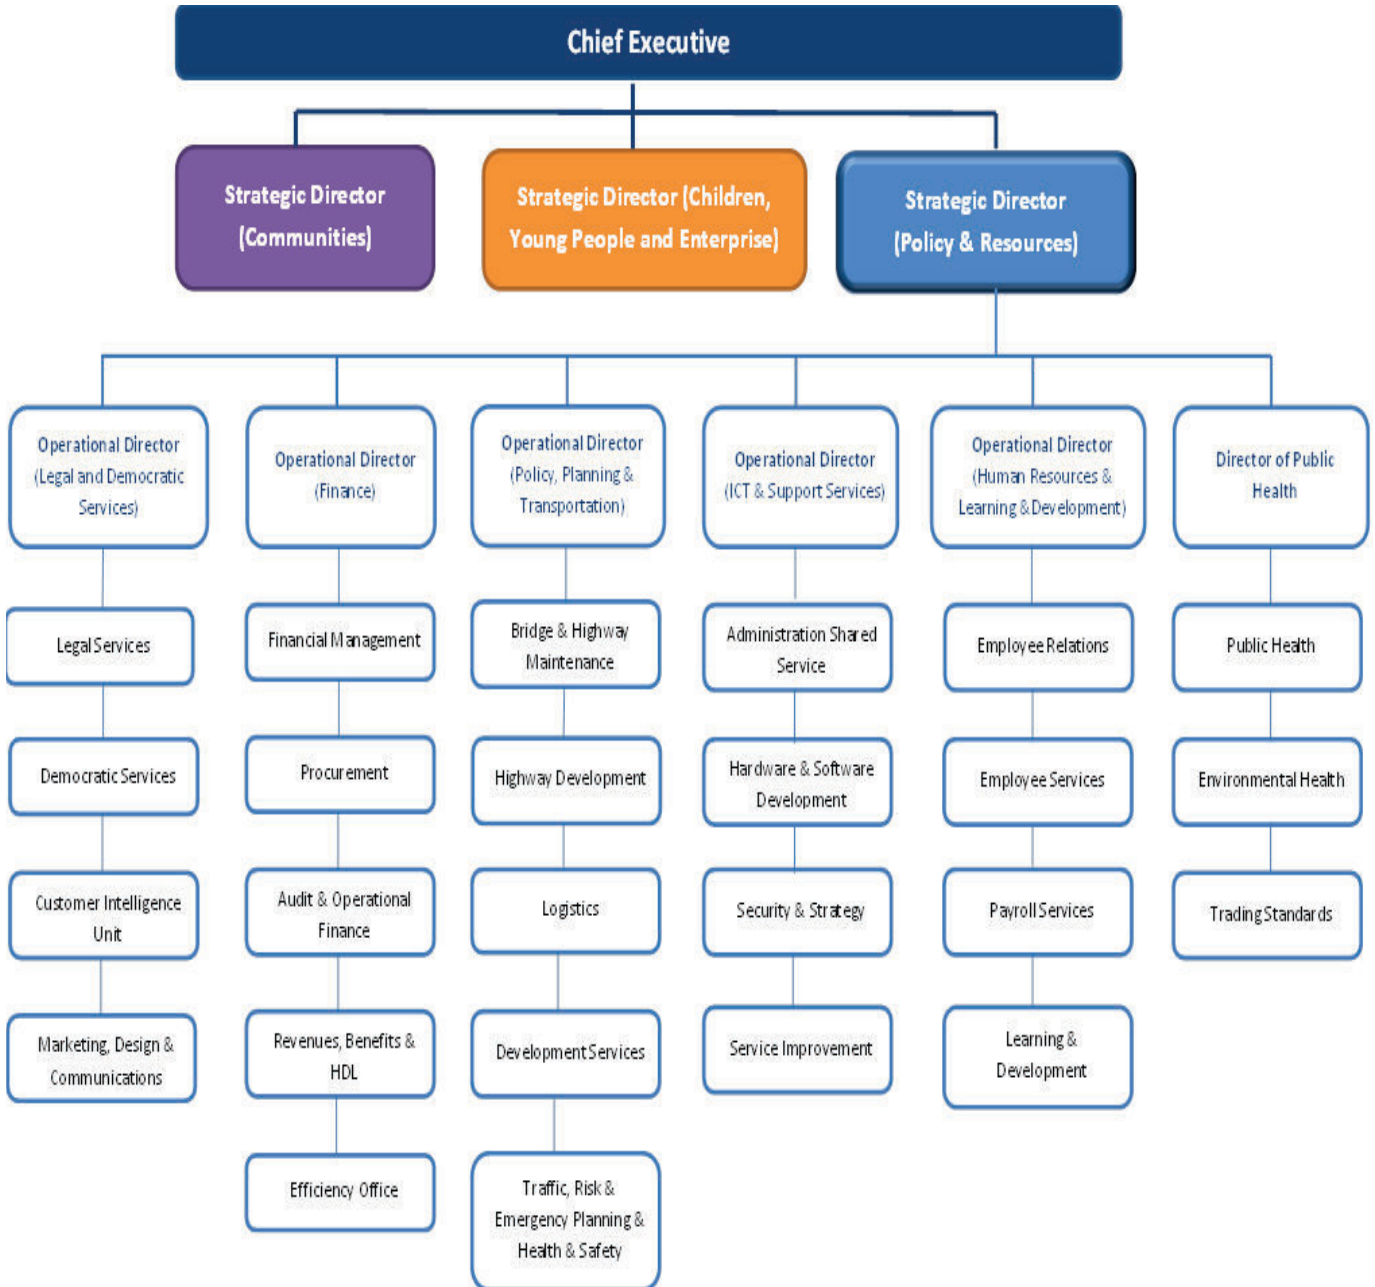 Chief Executive
Strategic Director
(Communities)
Strategic Director (Children,
Young People and Enterprise)
Strategic Director
(Policy & Resources)
Operational Director
(Legal and Democratic
Services)
Operational Director
(Finance)
Operational Director
(Policy, Planning &
Transportation)
Operational Director
(ICT & Support Services)
Operational Director
(Human Resources &
Learning & Development)
Director of Public
Health
Legal Services
Financial Management
Bridge & Highway
Maintenance
Administration Shared
Service
Employee Relations
Public Health
Democratic Services
Procurement
Highway Development
Hardware & Software
Development
Employee Services
Environmental Health
Customer Intelligence
Unit
Audit & Operational
Finance
Logistics
Security & Strategy
Payroll Services
Trading Standards
Marketing, Design &
Communications
Revenues, Benefits &
HDL
Development Services
Service Improvement
Learning &
Development
Efficiency Office
Traffic, Risk &
Emergency Planning &
Health & Safety